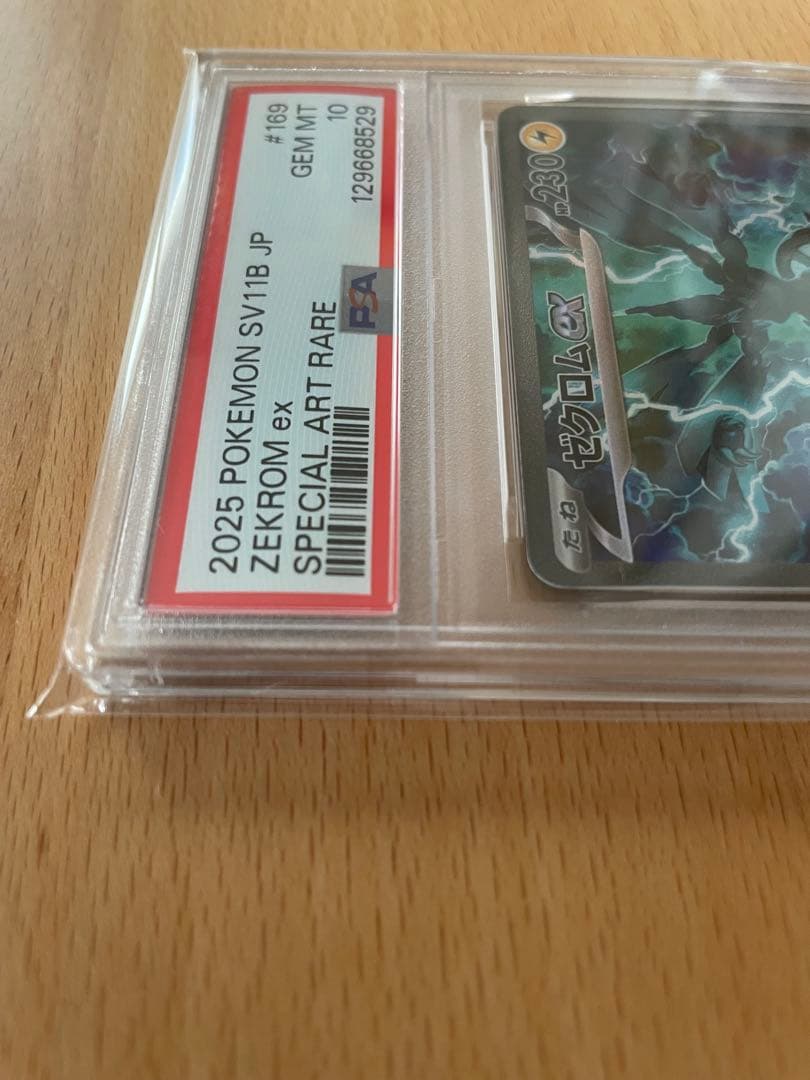 2025 POKEMON SV11B JP #169
ZEKROM ex GEM MT
SPECIAL ART RARE 10
129668529
PSA
たね
ゼクロムex
HP230